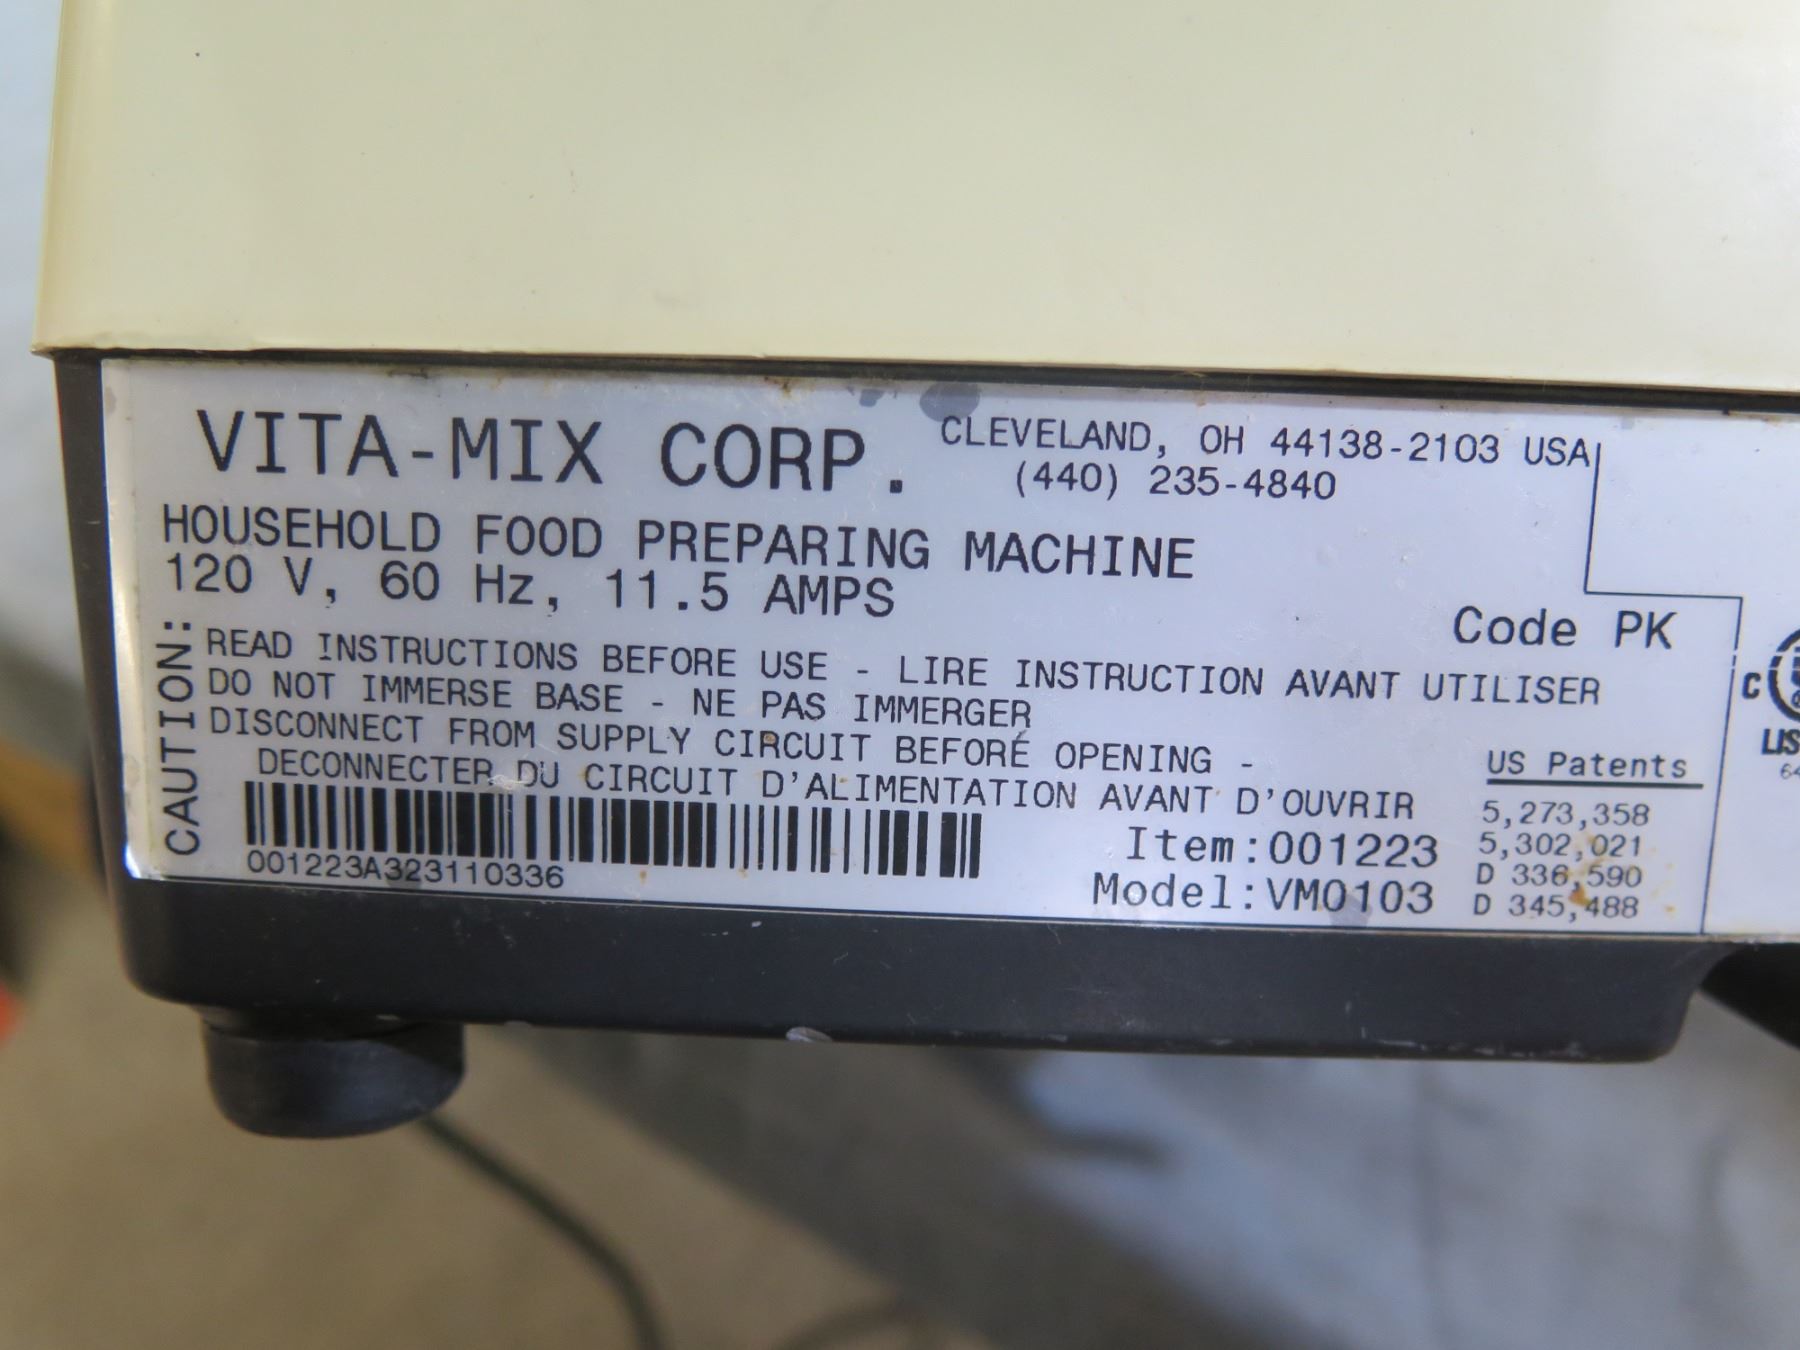 VITA-MIX CORP.
CLEVELAND, OH 44138-2103 USA
(440) 235-4840
HOUSEHOLD FOOD PREPARING MACHINE
120 V, 60 Hz, 11.5 AMPS
Code PK
CAUTION:
READ INSTRUCTIONS BEFORE USE - LIRE INSTRUCTION AVANT UTILISER
DO NOT IMMERSE BASE - NE PAS IMMERGER
DISCONNECT FROM SUPPLY CIRCUIT BEFORE OPENING -
DECONNECTER DU CIRCUIT D'ALIMENTATION AVANT D'OUVRIR
001223A323110336
Item:001223
Model:VM0103
US Patents
5,273,358
5,302,021
D 336,590
D 345,488
C
LIS
64